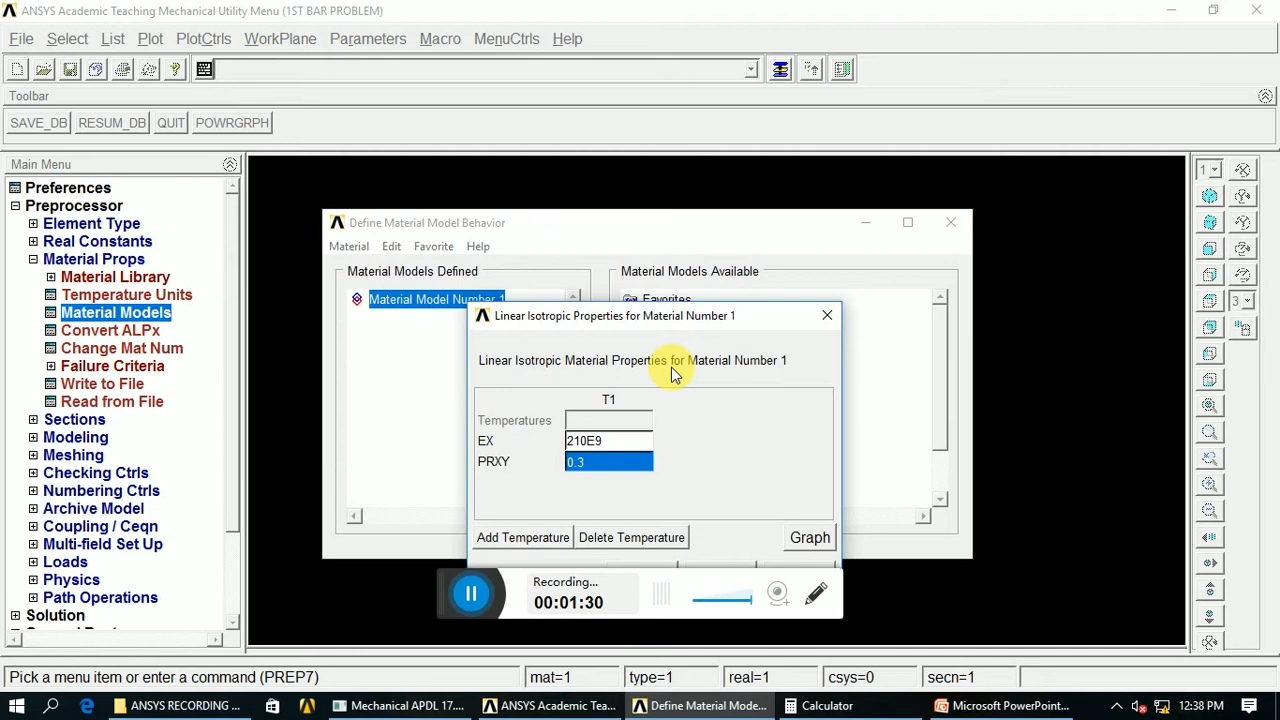 ANSYS Academic Teaching Mechanical Utility Menu (1ST BAR PROBLEM)
File Select List Plot PlotCtrls WorkPlane Parameters Macro MenuCtrls Help
Toolbar
SAVE_DB RESUM_DB QUIT POWRGRPH
Main Menu
Preferences
Preprocessor
Element Type
Real Constants
Material Props
Material Library
Temperature Units
Material Models
Convert ALPx
Change Mat Num
Failure Criteria
Write to File
Read from File
Sections
Modeling
Meshing
Checking Ctrls
Numbering Ctrls
Archive Model
Coupling / Ceqn
Multi-field Set Up
Loads
Physics
Path Operations
Solution
Define Material Model Behavior
Material Edit Favorite Help
Material Models Defined
Material Models Available
Material Model Number 1
Favorites
Linear Isotropic Properties for Material Number 1
Linear Isotropic Material Properties for Material Number 1
T1
Temperatures
EX 210E9
PRXY 0.3
Add Temperature Delete Temperature Graph
Recording...
00:01:30
1
3
Pick a menu item or enter a command (PREP7)
mat=1 type=1 real=1 csys=0 secn=1
ANSYS RECORDING ... Mechanical APDL 17.... ANSYS Academic Tea... Define Material Mode... Calculator Microsoft PowerPoint... 12:38 PM